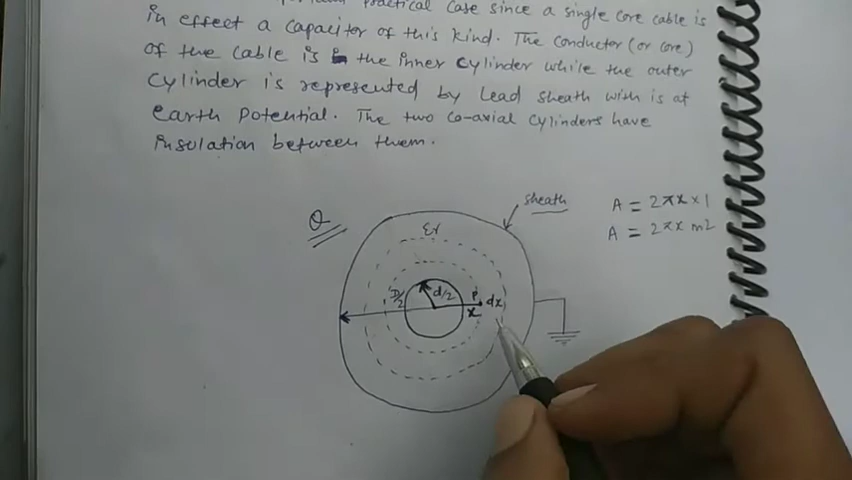 practical case since a single core cable is
in effect a capacitor of this kind. The conductor (or core)
of the cable is the inner cylinder while the outer
cylinder is represented by Lead sheath with is at
earth potential. The two co-axial cylinders have
insulation between them.
sheath
A = 2πx × 1
A = 2πx m2
Q
Er
D/2
d/2
P
dx
x